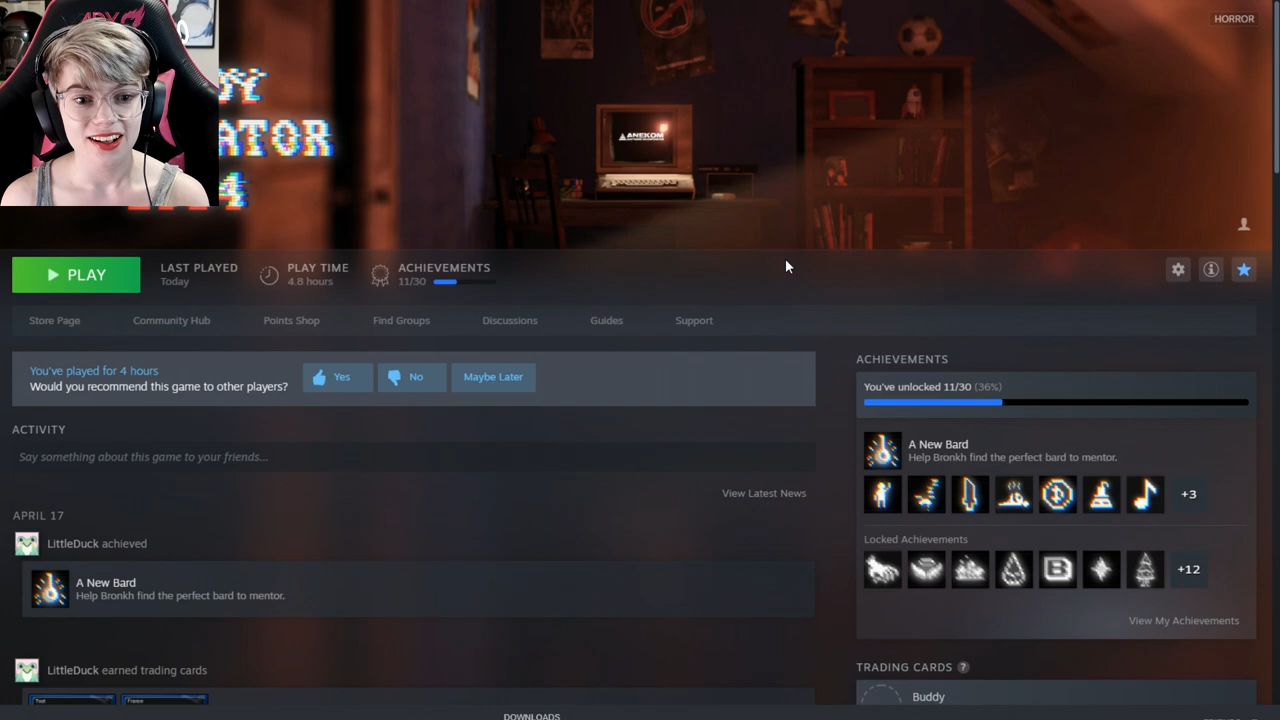 HORROR
ATOR
4
ANEKOM
PLAY
LAST PLAYED
Today
PLAY TIME
4.8 hours
ACHIEVEMENTS
11/30
Store Page
Community Hub
Points Shop
Find Groups
Discussions
Guides
Support
You've played for 4 hours
Would you recommend this game to other players?
Yes
No
Maybe Later
ACTIVITY
Say something about this game to your friends...
View Latest News
APRIL 17
LittleDuck achieved
A New Bard
Help Bronkh find the perfect bard to mentor.
LittleDuck earned trading cards
ACHIEVEMENTS
You've unlocked 11/30 (36%)
A New Bard
Help Bronkh find the perfect bard to mentor.
+3
Locked Achievements
B
+12
View My Achievements
TRADING CARDS ?
Buddy
DOWNLOADS